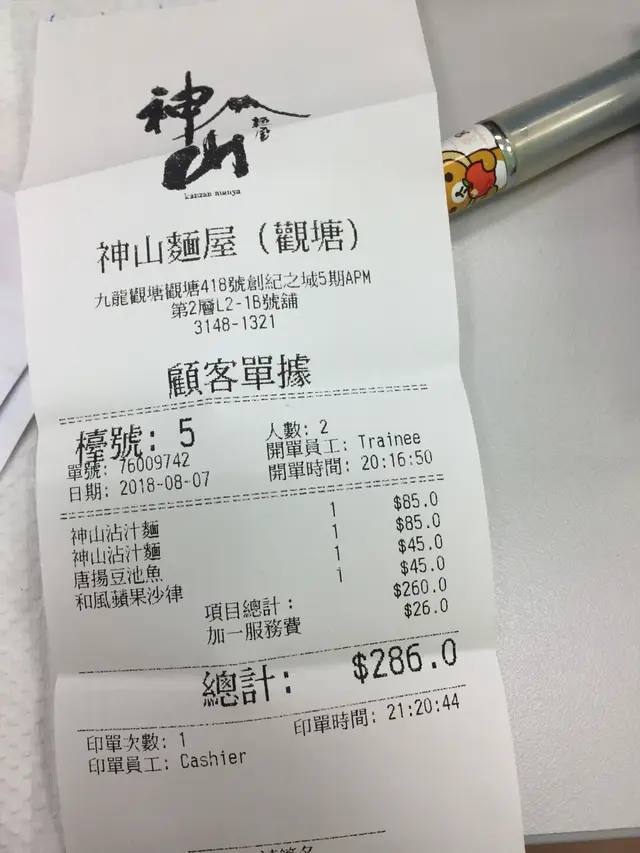 神山
麵屋
kanzan menya
神山麵屋 (觀塘)
九龍觀塘觀塘418號創紀之城5期APM
第2層L2-1B號舖
3148-1321
顧客單據
檯號: 5
人數: 2
單號: 76009742
開單員工: Trainee
日期: 2018-08-07
開單時間: 20:16:50
神山沾汁麵 1 $85.0
神山沾汁麵 1 $85.0
唐揚豆池魚 1 $45.0
和風蘋果沙律 1 $45.0
項目總計: $260.0
加一服務費 $26.0
總計: $286.0
印單次數: 1
印單時間: 21:20:44
印單員工: Cashier